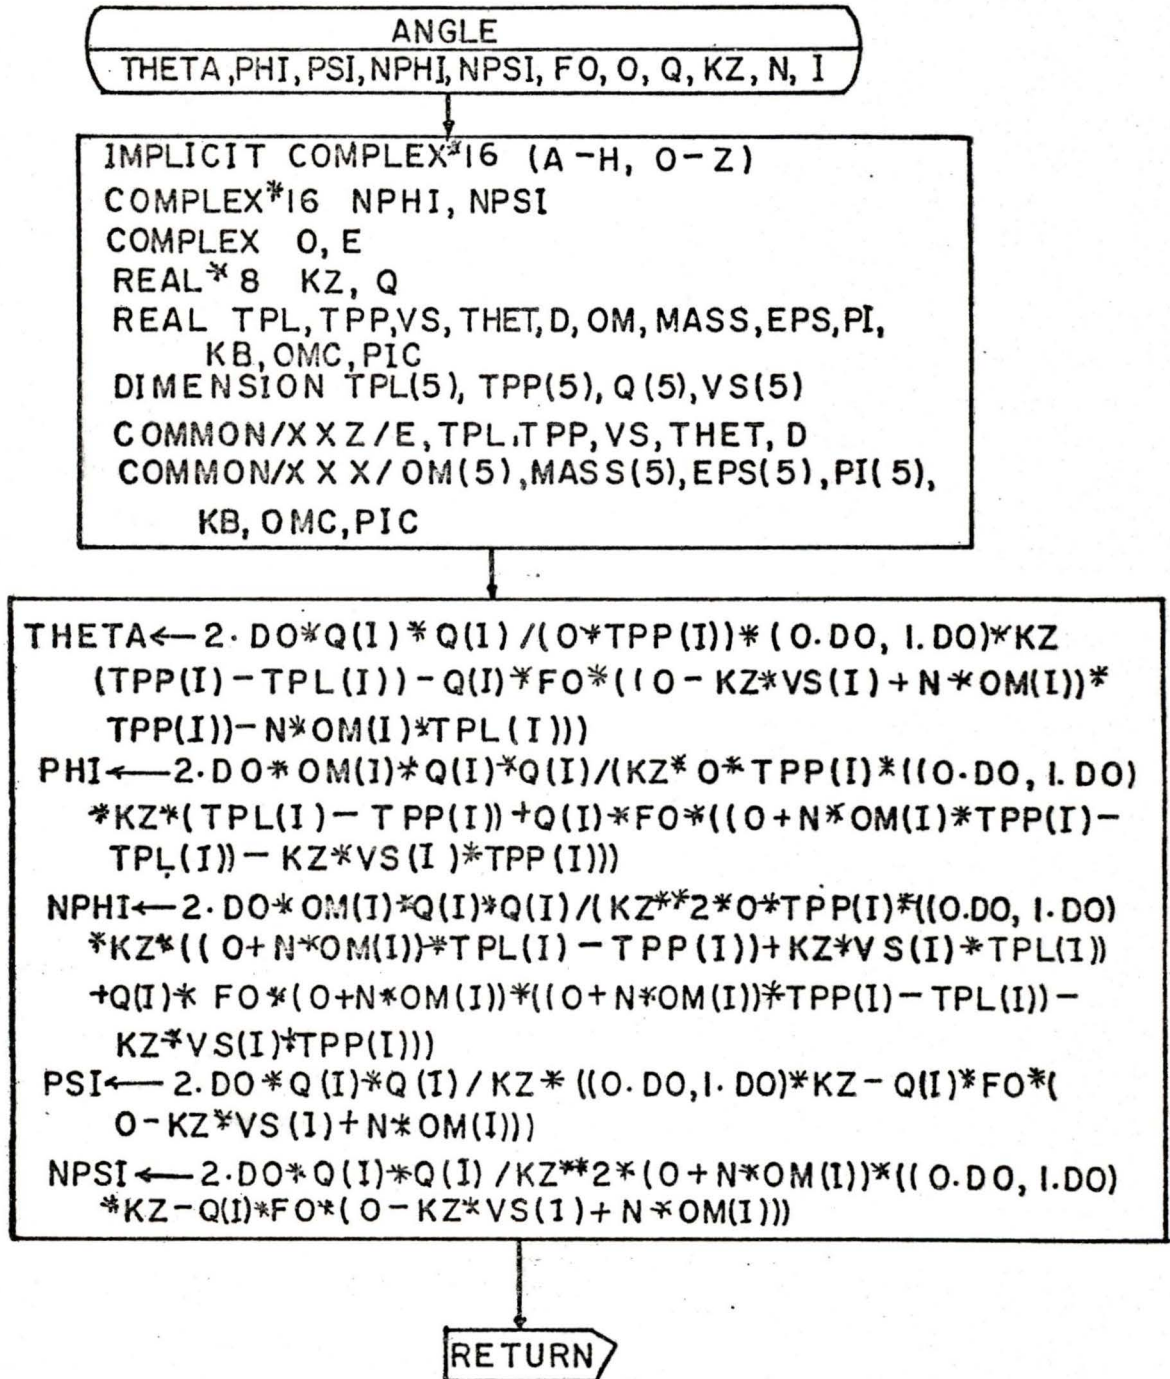 ANGLE
THETA,PHI,PSI,NPHI,NPSI, FO, O, Q, KZ, N, I
IMPLICIT COMPLEX*16 (A-H, O-Z)
COMPLEX*16 NPHI, NPSI
COMPLEX O, E
REAL*8 KZ, Q
REAL TPL, TPP,VS, THET, D, OM, MASS, EPS, PI,
KB, OMC, PIC
DIMENSION TPL(5), TPP(5), Q(5), VS(5)
COMMON/XXZ/E, TPL,TPP, VS, THET, D
COMMON/XXX/OM(5),MASS(5),EPS(5),PI(5),
KB, OMC, PIC
THETA←2.DO*Q(I)*Q(I)/(O*TPP(I))*(O.DO, I.DO)*KZ
(TPP(I)-TPL(I))-Q(I)*FO*((O-KZ*VS(I)+N*OM(I))*
TPP(I))-N*OM(I)*TPL(I)))
PHI←2.DO*OM(I)*Q(I)*Q(I)/(KZ*O*TPP(I)*((O.DO, I.DO)
*KZ*(TPL(I)-TPP(I))+Q(I)*FO*((O+N*OM(I)*TPP(I)-
TPL(I))-KZ*VS(I)*TPP(I)))
NPHI←2.DO*OM(I)*Q(I)*Q(I)/(KZ**2*O*TPP(I)*((O.DO, I.DO)
*KZ*((O+N*OM(I))*TPL(I)-TPP(I))+KZ*VS(I)*TPL(I))
+Q(I)*FO*(O+N*OM(I))*((O+N*OM(I))*TPP(I)-TPL(I))-
KZ*VS(I)*TPP(I)))
PSI←2.DO*Q(I)*Q(I)/KZ*((O.DO,I.DO)*KZ-Q(I)*FO*(
O-KZ*VS(I)+N*OM(I)))
NPSI←2.DO*Q(I)*Q(I)/KZ**2*(O+N*OM(I))*((O.DO, I.DO)
*KZ-Q(I)*FO*(O-KZ*VS(I)+N*OM(I)))
RETURN